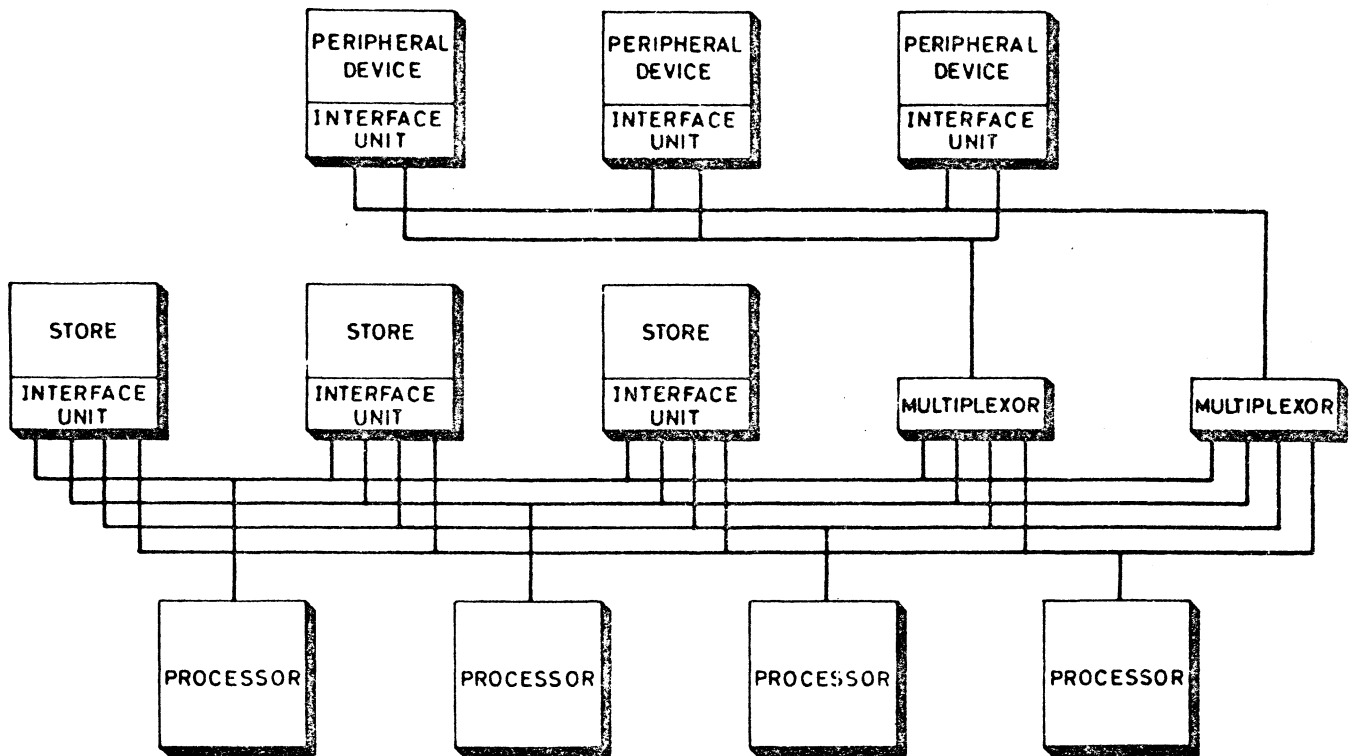 PERIPHERAL
DEVICE
INTERFACE
UNIT
PERIPHERAL
DEVICE
INTERFACE
UNIT
PERIPHERAL
DEVICE
INTERFACE
UNIT
STORE
INTERFACE
UNIT
STORE
INTERFACE
UNIT
STORE
INTERFACE
UNIT
MULTIPLEXOR
MULTIPLEXOR
PROCESSOR
PROCESSOR
PROCESSOR
PROCESSOR